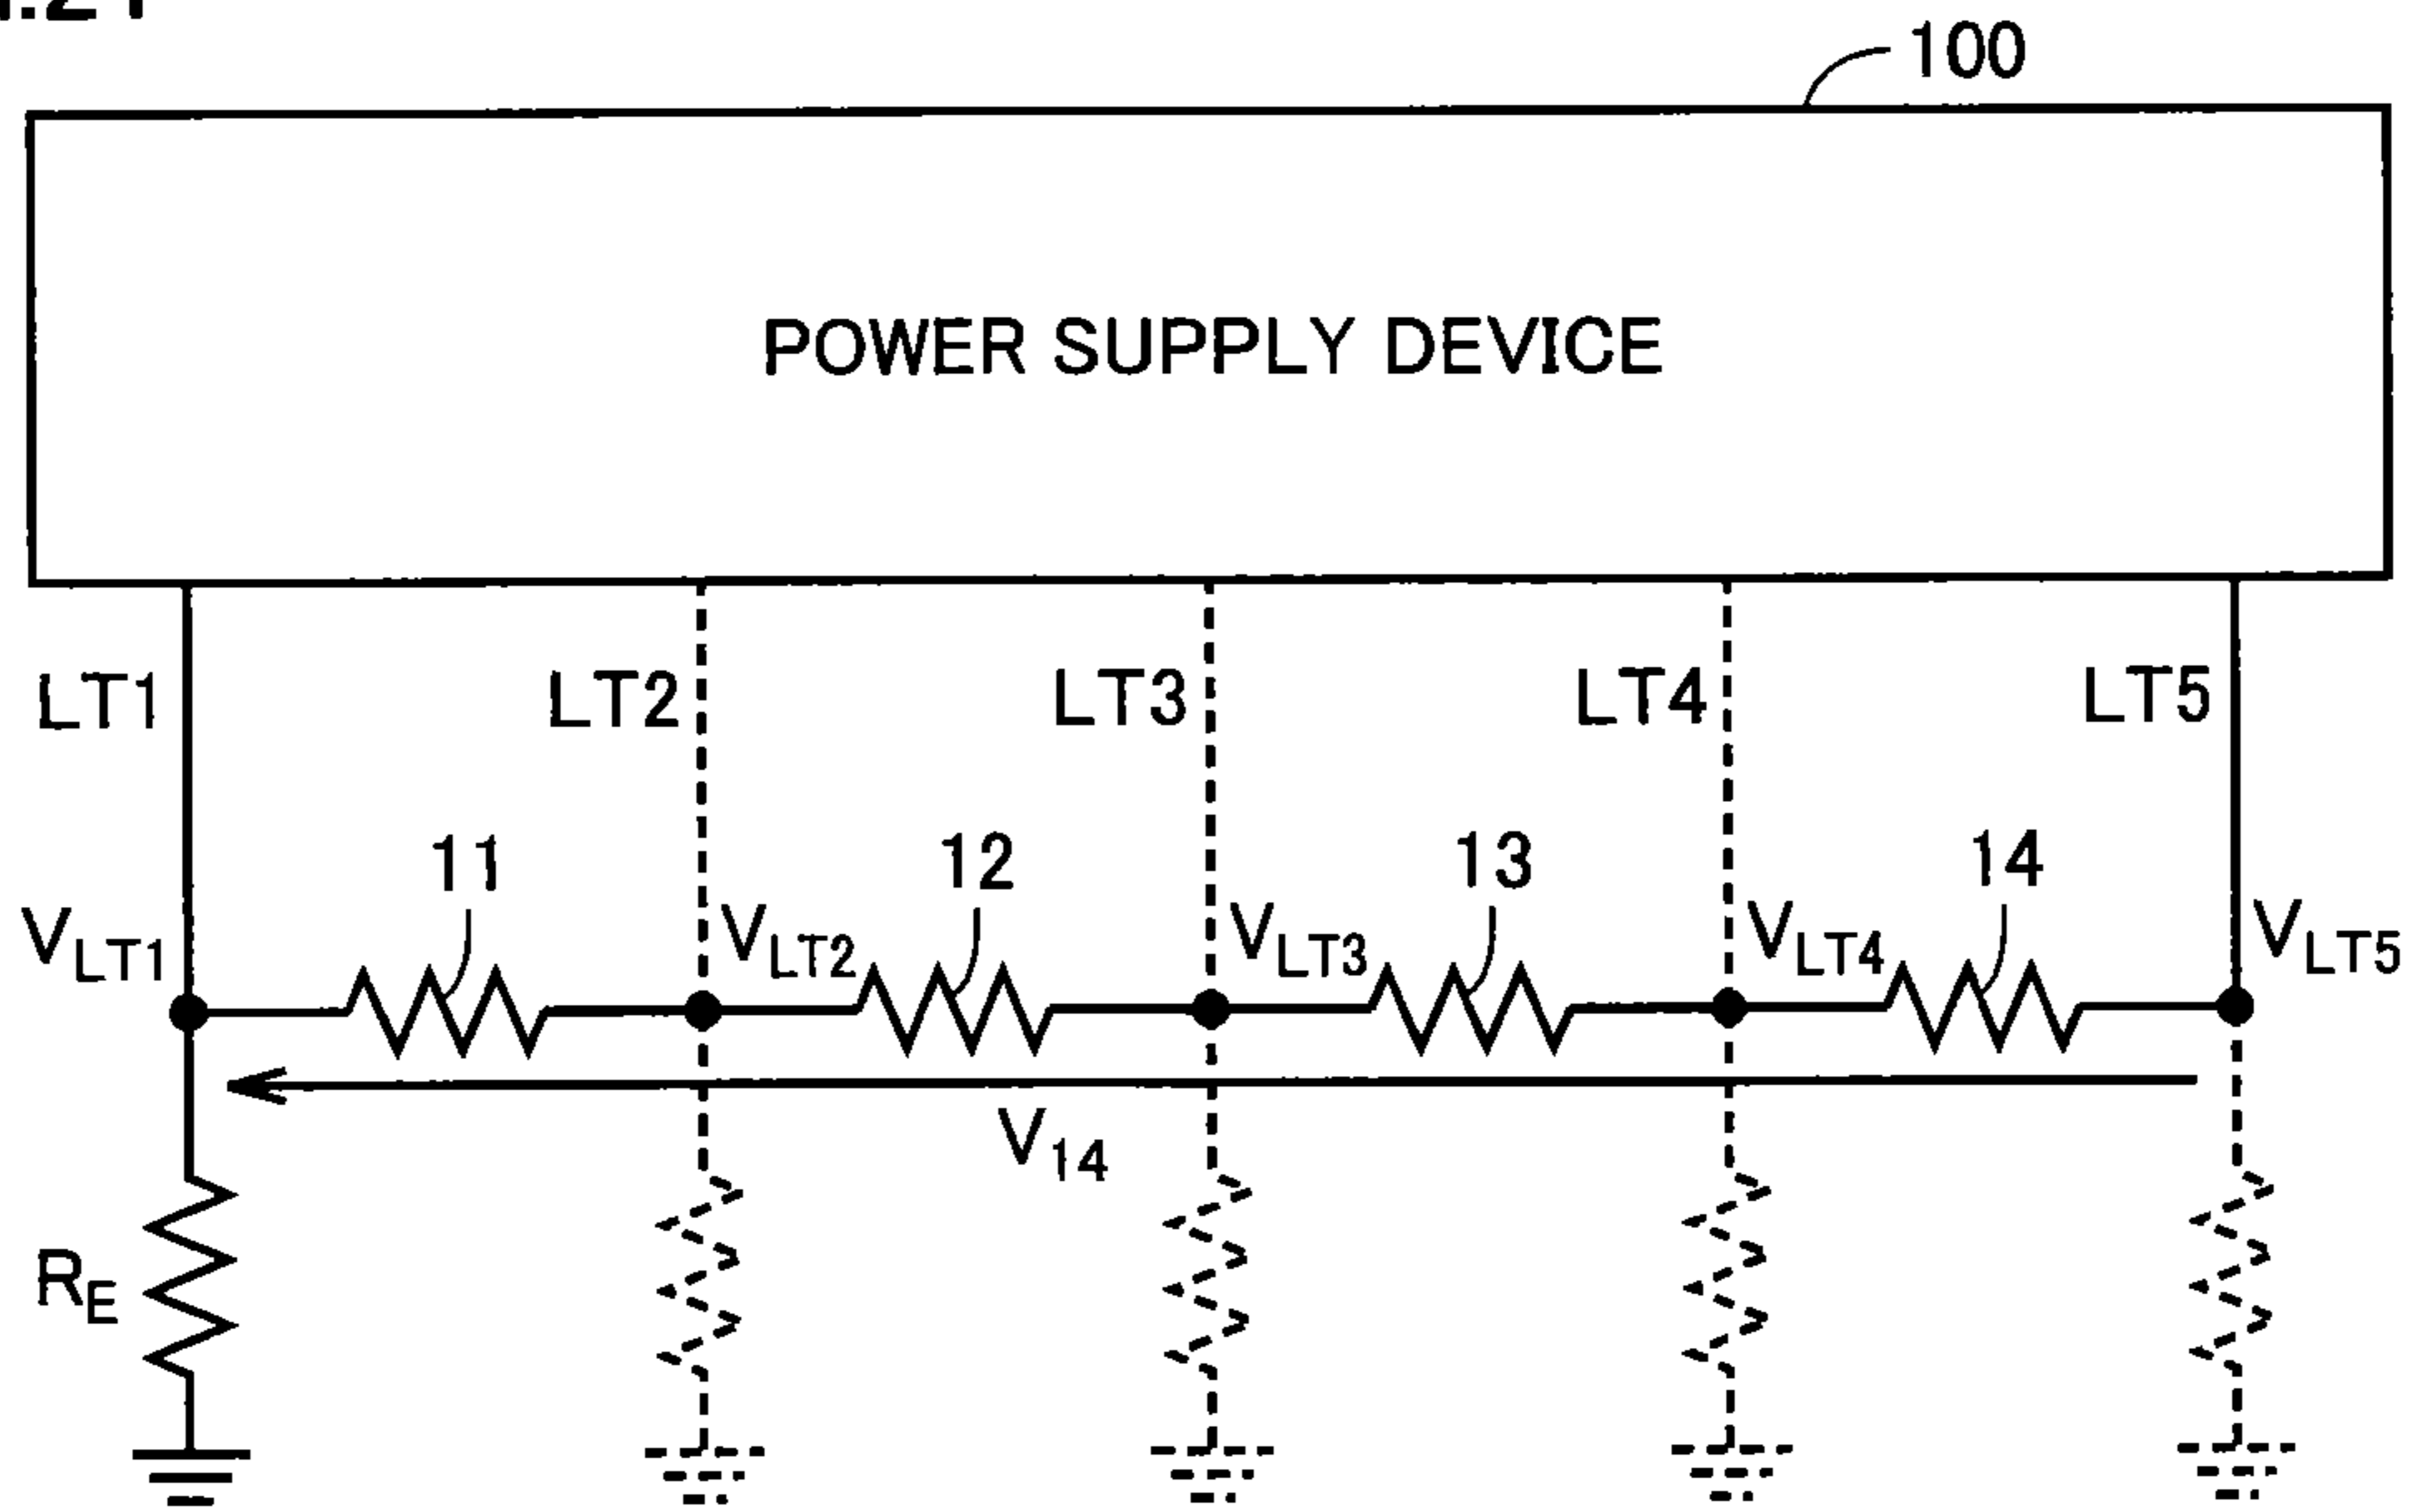 100
POWER SUPPLY DEVICE
LT1 LT2 LT3 LT4 LT5
11 12 13 14
VLT1 VLT2 VLT3 VLT4 VLT5
V14
RE